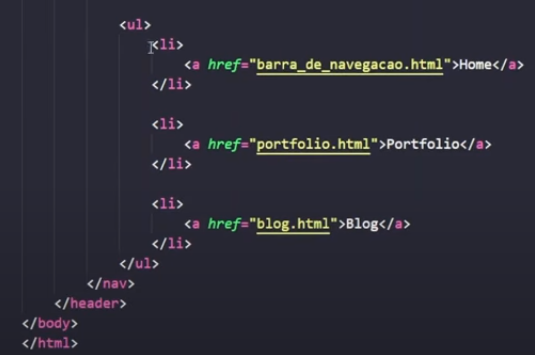 <ul>
<li>
<a href="barra_de_navegacao.html">Home</a>
</li>
<li>
<a href="portfolio.html">Portfolio</a>
</li>
<li>
<a href="blog.html">Blog</a>
</li>
</ul>
</nav>
</header>
</body>
</html>